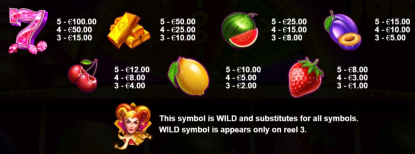 5 - €100.00
4 - €50.00
3 - €15.00
5 - €50.00
4 - €25.00
3 - €10.00
5 - €25.00
4 - €15.00
3 - €8.00
5 - €15.00
4 - €10.00
3 - €5.00
5 - €12.00
4 - €8.00
3 - €4.00
5 - €10.00
4 - €5.00
3 - €2.00
5 - €8.00
4 - €3.00
3 - €1.00
This symbol is WILD and substitutes for all symbols.
WILD symbol is appears only on reel 3.